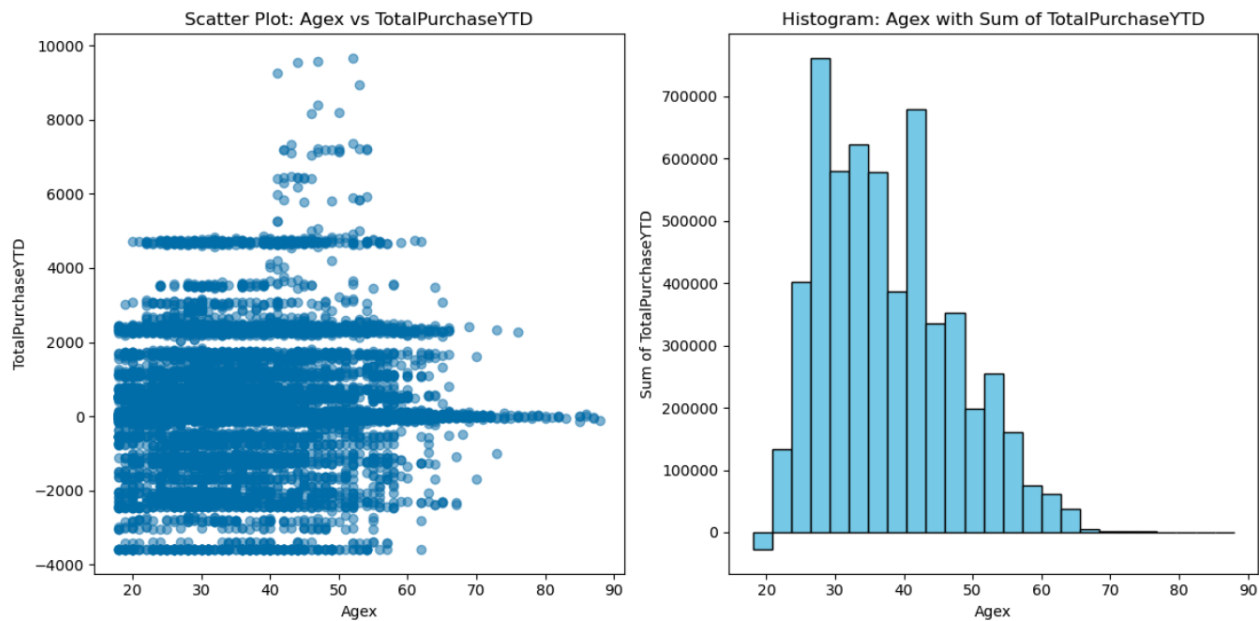 Scatter Plot: Agex vs TotalPurchaseYTD
10000
8000
6000
4000
2000
0
−2000
−4000
TotalPurchaseYTD
20 30 40 50 60 70 80 90
Agex
Histogram: Agex with Sum of TotalPurchaseYTD
700000
600000
500000
400000
300000
200000
100000
0
Sum of TotalPurchaseYTD
20 30 40 50 60 70 80 90
Agex